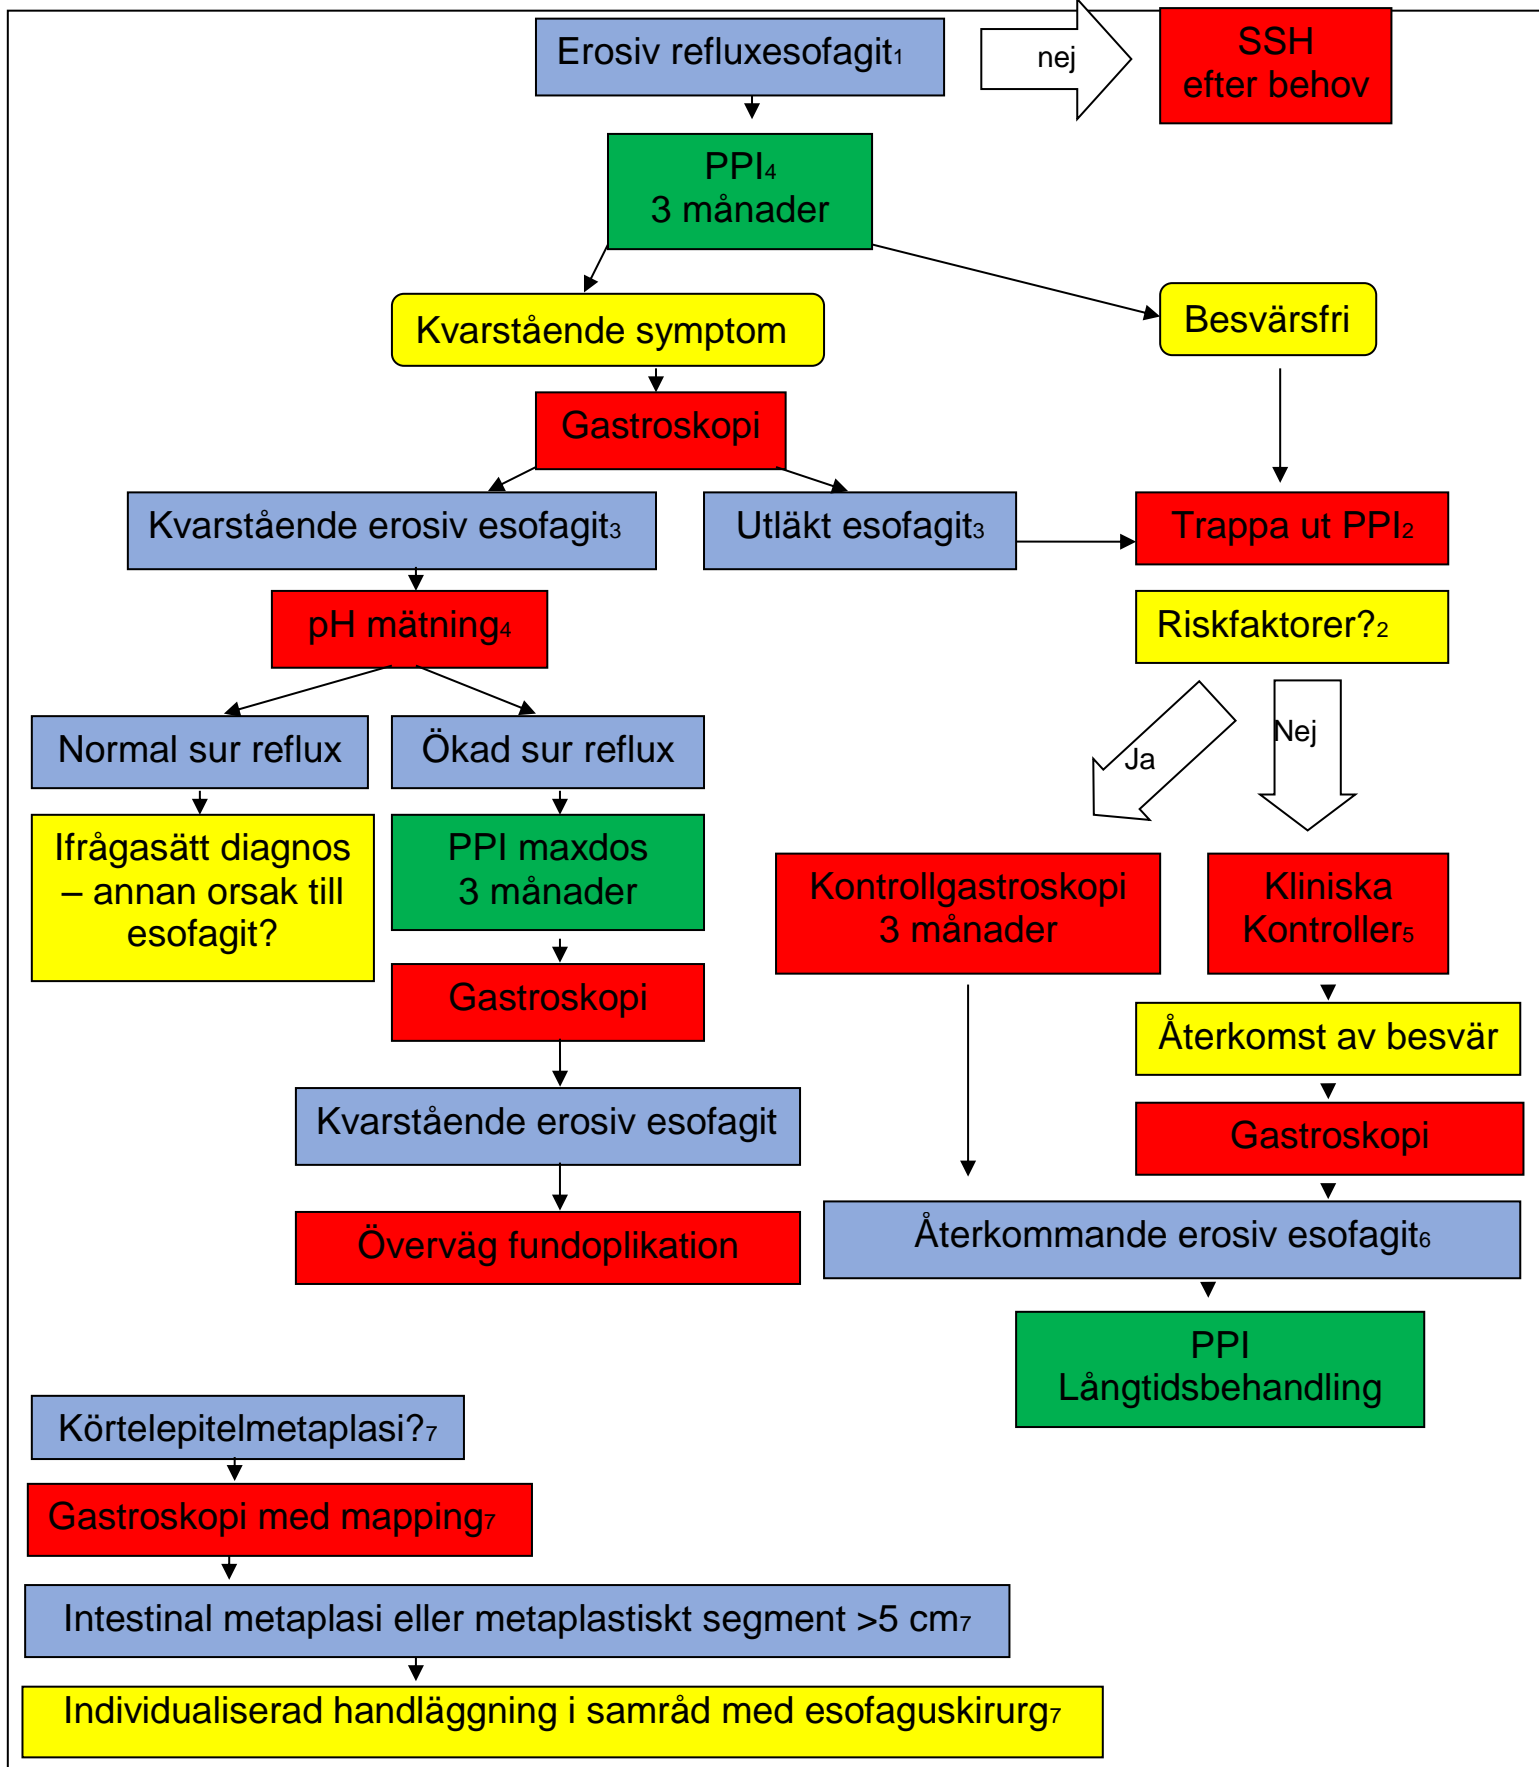 Erosiv refluxesofagit1
nej
SSH
efter behov
PPI4
3 månader
Kvarstående symptom
Besvärsfri
Gastroskopi
Kvarstående erosiv esofagit3
Utläkt esofagit3
Trappa ut PPI2
pH mätning4
Riskfaktorer?2
Normal sur reflux
Ökad sur reflux
Ja
Nej
Ifrågasätt diagnos
– annan orsak till
esofagit?
PPI maxdos
3 månader
Kontrollgastroskopi
3 månader
Kliniska
Kontroller5
Gastroskopi
Återkomst av besvär
Kvarstående erosiv esofagit
Gastroskopi
Överväg fundoplikation
Återkommande erosiv esofagit6
PPI
Långtidsbehandling
Körtelepitelmetaplasi?7
Gastroskopi med mapping7
Intestinal metaplasi eller metaplastiskt segment >5 cm7
Individualiserad handläggning i samråd med esofaguskirurg7